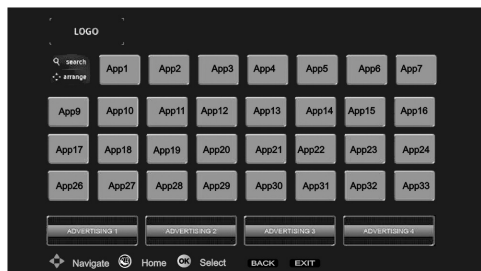 LOGO
search
arrange
App1 App2 App3 App4 App5 App6 App7
App9 App10 App11 App12 App13 App14 App15 App16
App17 App18 App19 App20 App21 App22 App23 App24
App26 App27 App28 App29 App30 App31 App32 App33
ADVERTISING 1 ADVERTISING 2 ADVERTISING 3 ADVERTISING 4
Navigate Home OK Select BACK EXIT